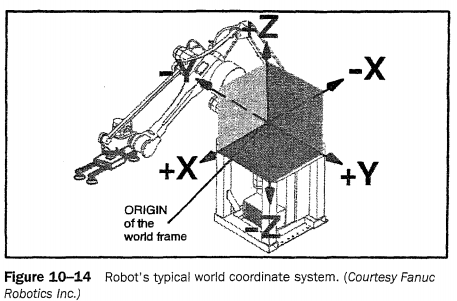 +Z
-Y
-X
+X
+Y
-Z
ORIGIN
of the
world frame
Figure 10–14 Robot's typical world coordinate system. (Courtesy Fanuc
Robotics Inc.)